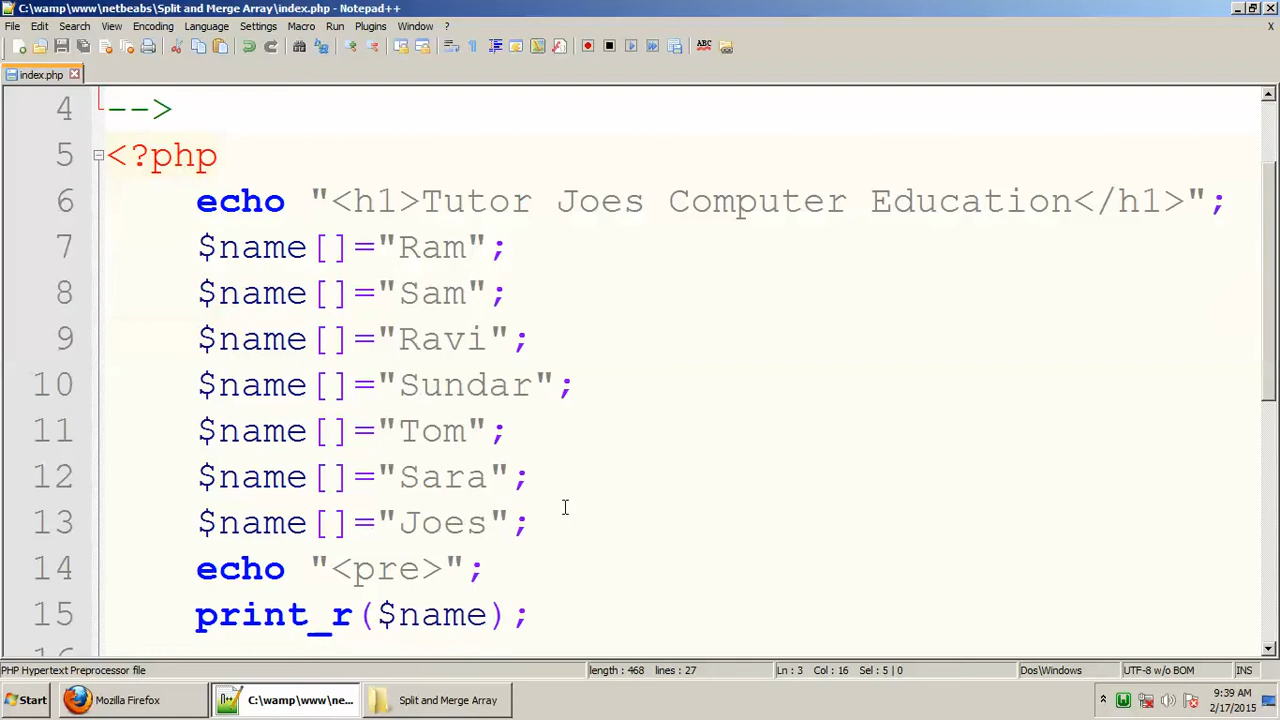 C:\wamp\www\netbeabs\Split and Merge Array\index.php - Notepad++
File Edit Search View Encoding Language Settings Macro Run Plugins Window ?
X
index.php
4 -->
5 <?php
6 echo "<h1>Tutor Joes Computer Education</h1>";
7 $name[]="Ram";
8 $name[]="Sam";
9 $name[]="Ravi";
10 $name[]="Sundar";
11 $name[]="Tom";
12 $name[]="Sara";
13 $name[]="Joes";
14 echo "<pre>";
15 print_r($name);
PHP Hypertext Preprocessor file length : 468 lines : 27 Ln : 3 Col : 16 Sel : 5 | 0 Dos\Windows UTF-8 w/o BOM INS
Start Mozilla Firefox C:\wamp\www\ne... Split and Merge Array 9:39 AM
2/17/2015